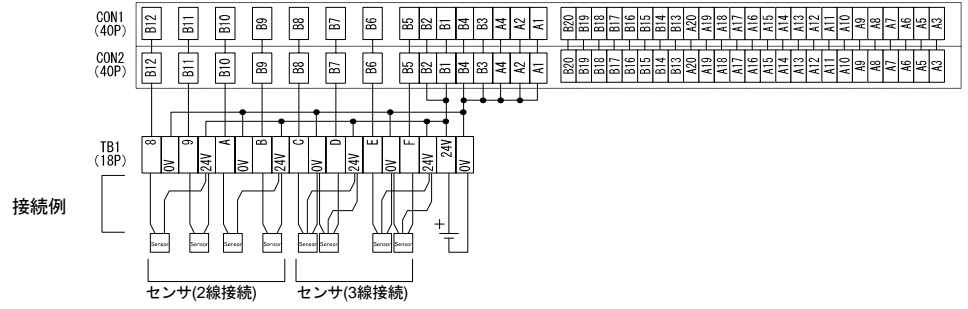 CON1
(40P)
B12 B11 B10 B9 B8 B7 B6 B5 B2 B1 B4 B3 A4 A2 A1 B20 B19 B18 B17 B16 B15 B14 B13 A20 A19 A18 A17 A16 A15 A14 A13 A12 A11 A10 A9 A8 A7 A6 A5 A3
CON2
(40P)
B12 B11 B10 B9 B8 B7 B6 B5 B2 B1 B4 B3 A4 A2 A1 B20 B19 B18 B17 B16 B15 B14 B13 A20 A19 A18 A17 A16 A15 A14 A13 A12 A11 A10 A9 A8 A7 A6 A5 A3
TB1
(18P)
8 0V 9 24V A 0V B 24V C 0V D 24V E 0V F 24V 24V 0V
接続例
+
Sensor Sensor Sensor Sensor Sensor Sensor Sensor Sensor
センサ(2線接続) センサ(3線接続)